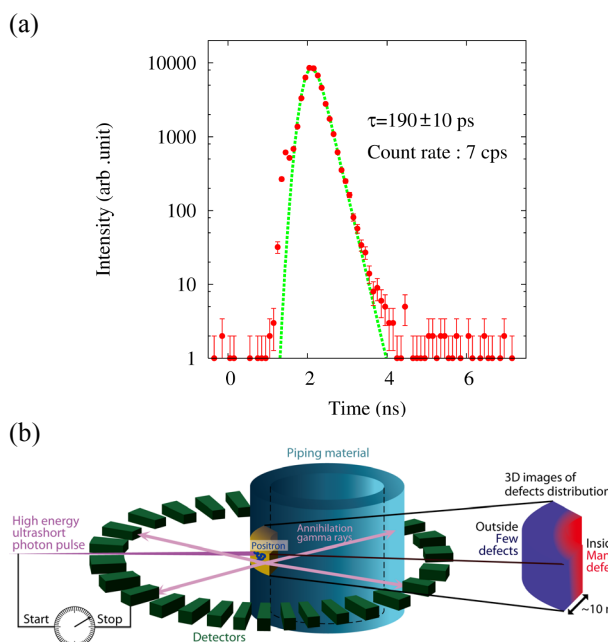 (a)
10000
1000
100
10
1
Intensity (arb .unit)
τ=190±10 ps
Count rate : 7 cps
0 2 4 6
Time (ns)
(b)
Piping material
3D images of
defects distribution
High energy
ultrashort
photon pulse
Annihilation
gamma rays
Positron
Outside
Few
defects
Start
Stop
Detectors